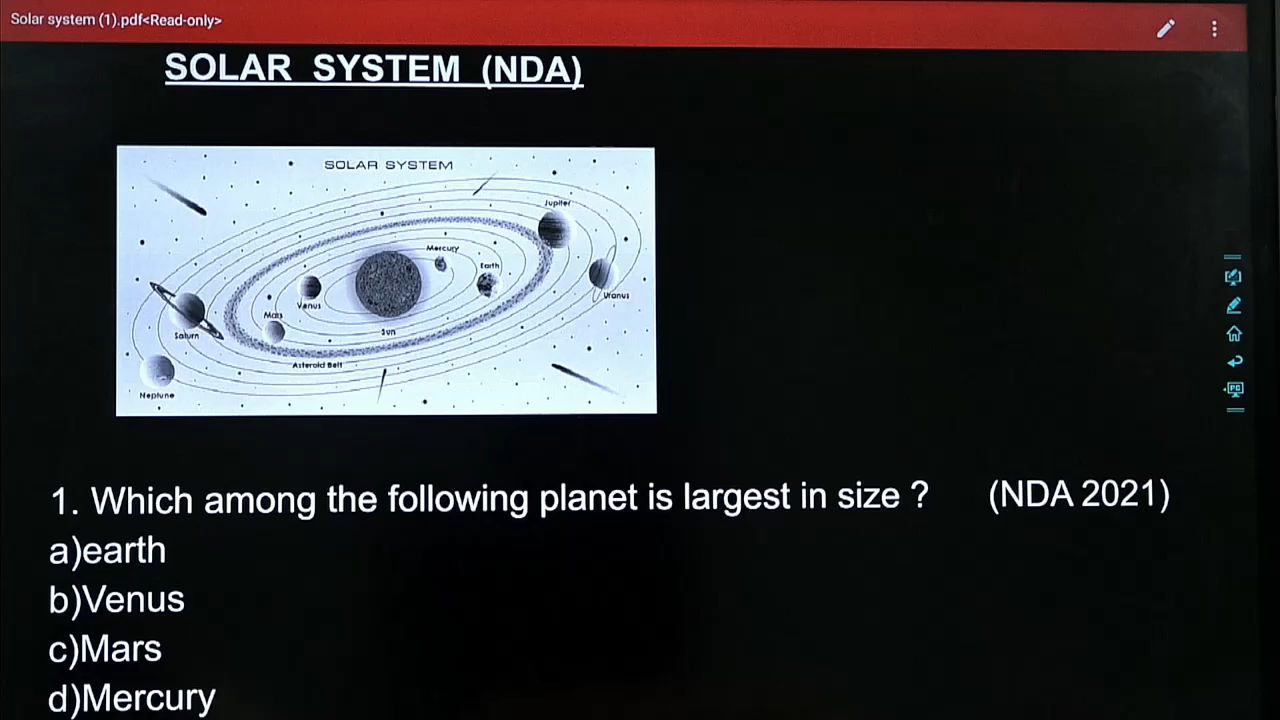 Solar system (1).pdf<Read-only>
SOLAR SYSTEM (NDA)
SOLAR SYSTEM
Jupiter
Mercury
Earth
Uranus
Venus
Mars
Sun
Saturn
Asteroid Belt
Neptune
PC
1. Which among the following planet is largest in size ? (NDA 2021)
a)earth
b)Venus
c)Mars
d)Mercury